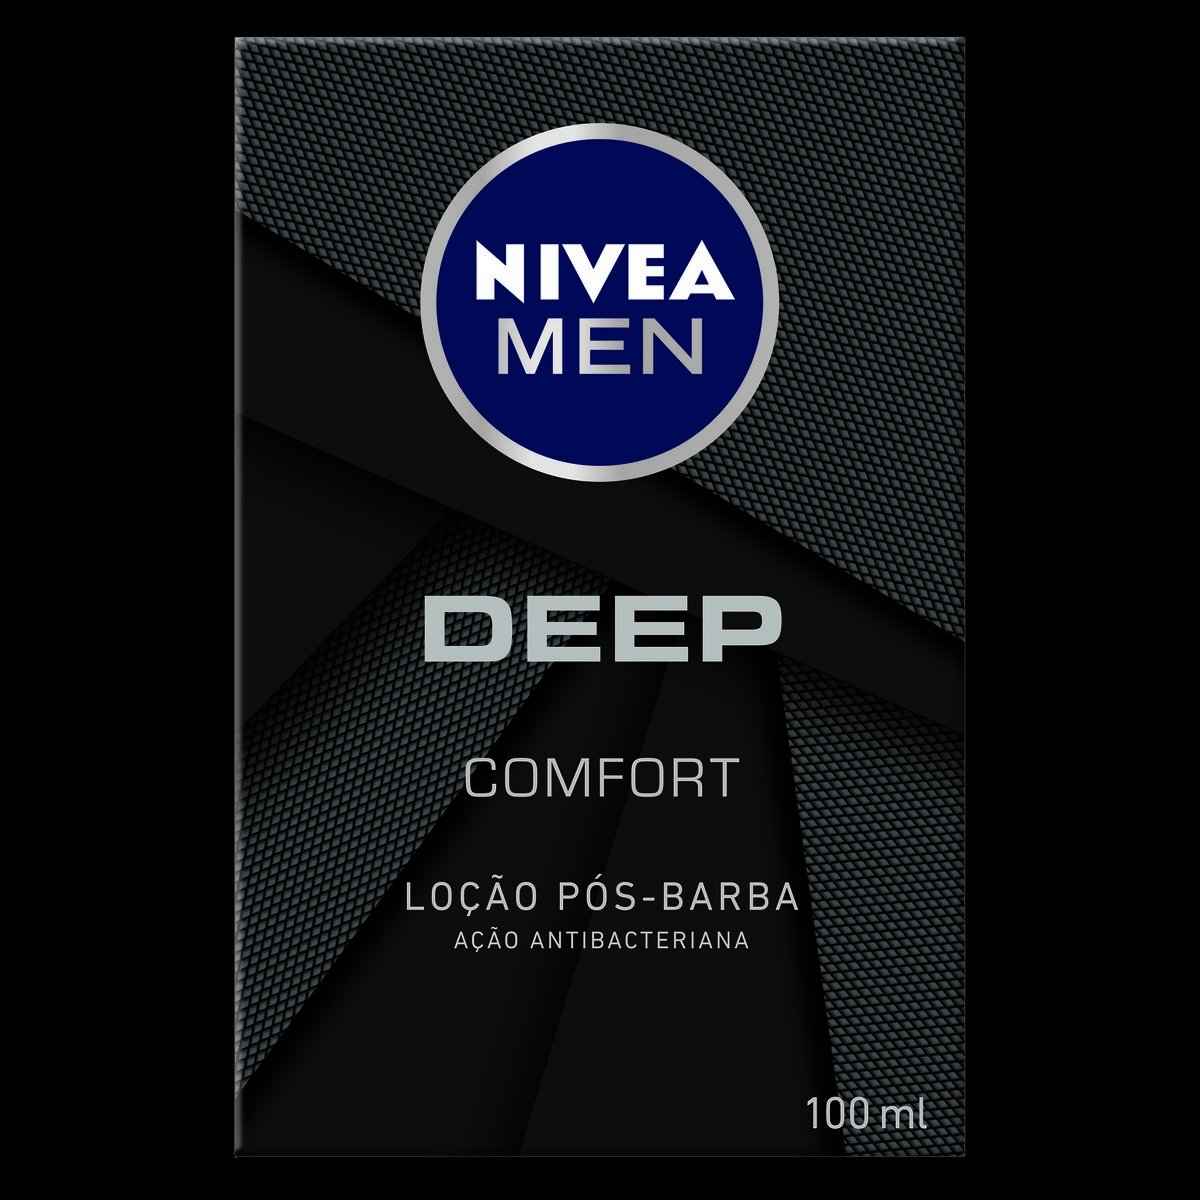 NIVEA
MEN
DEEP
COMFORT
LOÇÃO PÓS-BARBA
AÇÃO ANTIBACTERIANA
100 ml